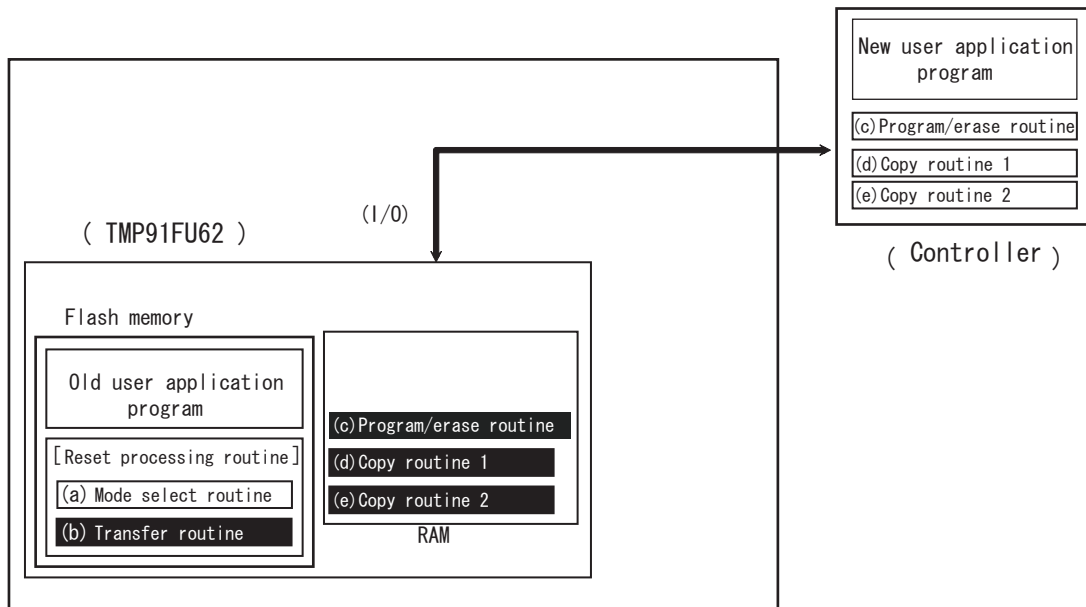 New user application
program
(c)Program/erase routine
(d)Copy routine 1
(e)Copy routine 2
( Controller )
(I/O)
( TMP91FU62 )
Flash memory
Old user application
program
[Reset processing routine]
(a) Mode select routine
(b) Transfer routine
(c)Program/erase routine
(d)Copy routine 1
(e)Copy routine 2
RAM